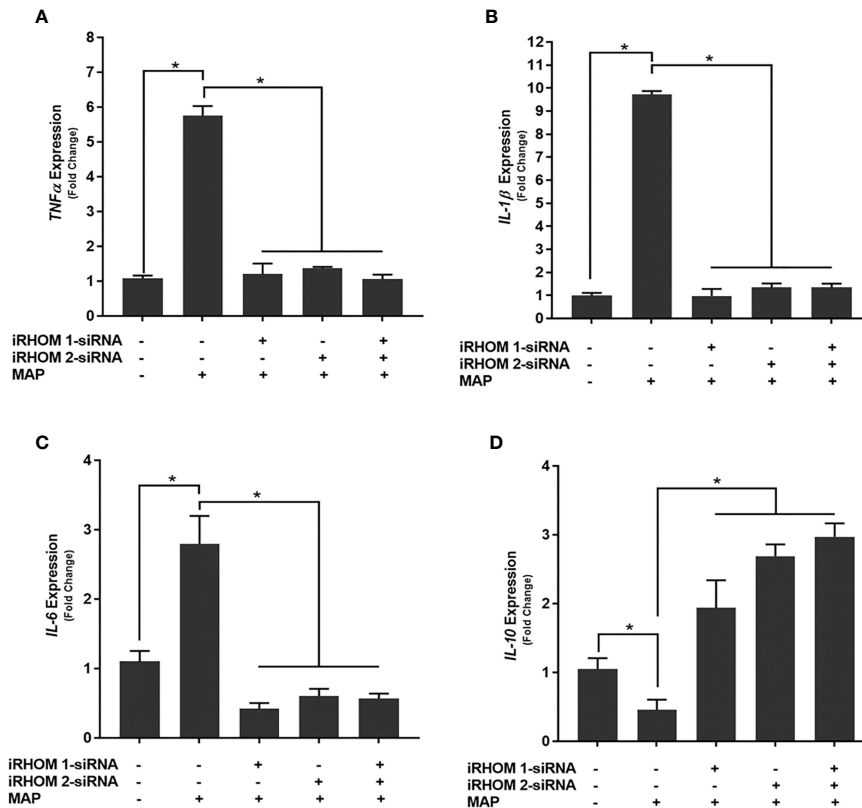 A
TNFα Expression
(Fold Change)
8
7
6
5
4
3
2
1
0
*
*
iRHOM 1-siRNA - - + - +
iRHOM 2-siRNA - - - + +
MAP - + + + +
B
IL-1β Expression
(Fold Change)
12
11
10
9
8
7
6
5
4
3
2
1
0
*
*
iRHOM 1-siRNA - - + - +
iRHOM 2-siRNA - - - + +
MAP - + + + +
C
IL-6 Expression
(Fold Change)
4
3
2
1
0
*
*
iRHOM 1-siRNA - - + - +
iRHOM 2-siRNA - - - + +
MAP - + + + +
D
IL-10 Expression
(Fold Change)
4
3
2
1
0
*
*
iRHOM 1-siRNA - - + - +
iRHOM 2-siRNA - - - + +
MAP - + + + +